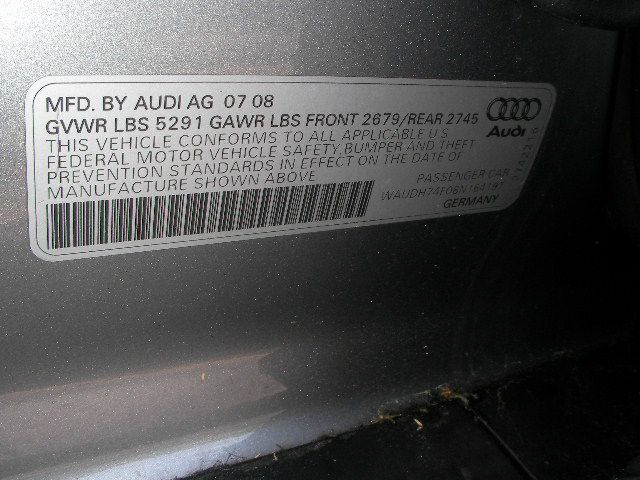 MFD. BY AUDI AG 07 08
GVWR LBS 5291 GAWR LBS FRONT 2679/REAR 2745
THIS VEHICLE CONFORMS TO ALL APPLICABLE U S
FEDERAL MOTOR VEHICLE SAFETY, BUMPER AND THEFT
PREVENTION STANDARDS IN EFFECT ON THE DATE OF
MANUFACTURE SHOWN ABOVE
Audi
PASSENGER CAR
WAUDH74F06N164197
GERMANY